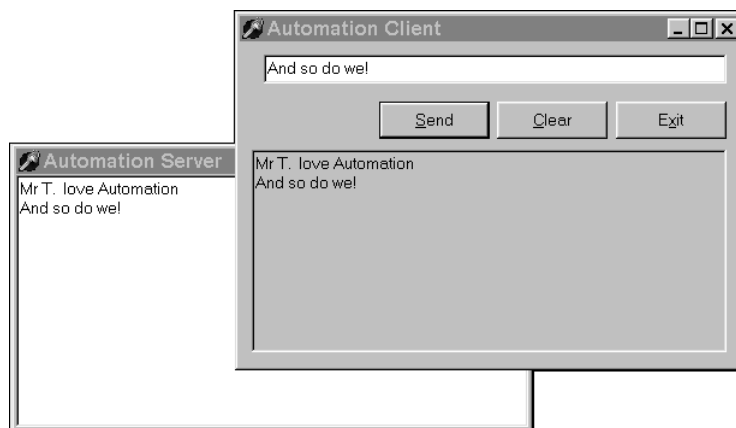 Automation Client
And so do we!
Send Clear Exit
Mr T. love Automation
And so do we!
Automation Server
Mr T. love Automation
And so do we!